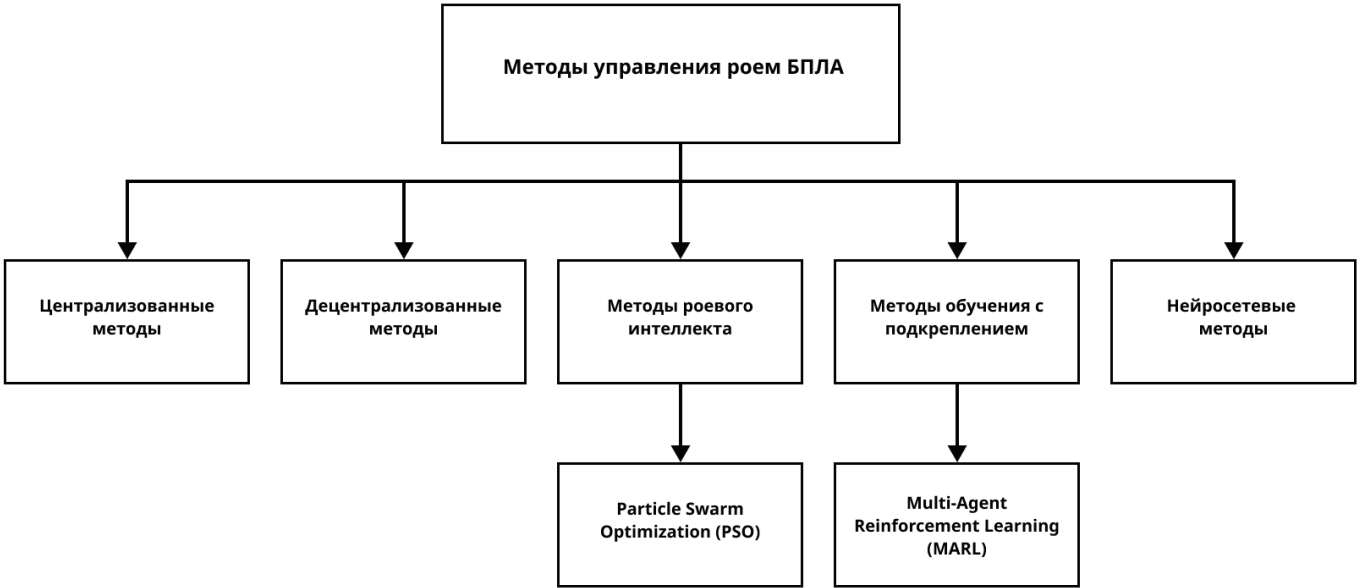 Методы управления роем БПЛА
Централизованные
методы
Децентрализованные
методы
Методы роевого
интеллекта
Методы обучения с
подкреплением
Нейросетевые
методы
Particle Swarm
Optimization (PSO)
Multi-Agent
Reinforcement Learning
(MARL)